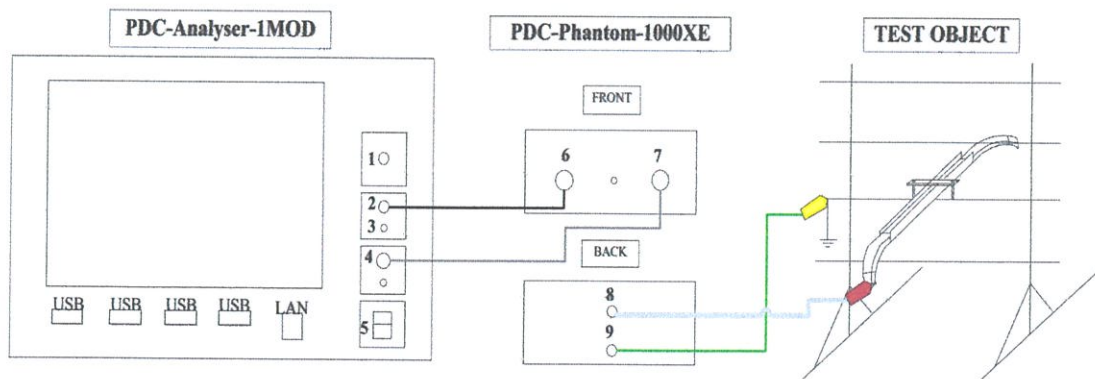 PDC-Analyser-1MOD
PDC-Phantom-1000XE
TEST OBJECT
FRONT
1
2
3
4
5
6
7
BACK
8
9
USB
USB
USB
USB
LAN